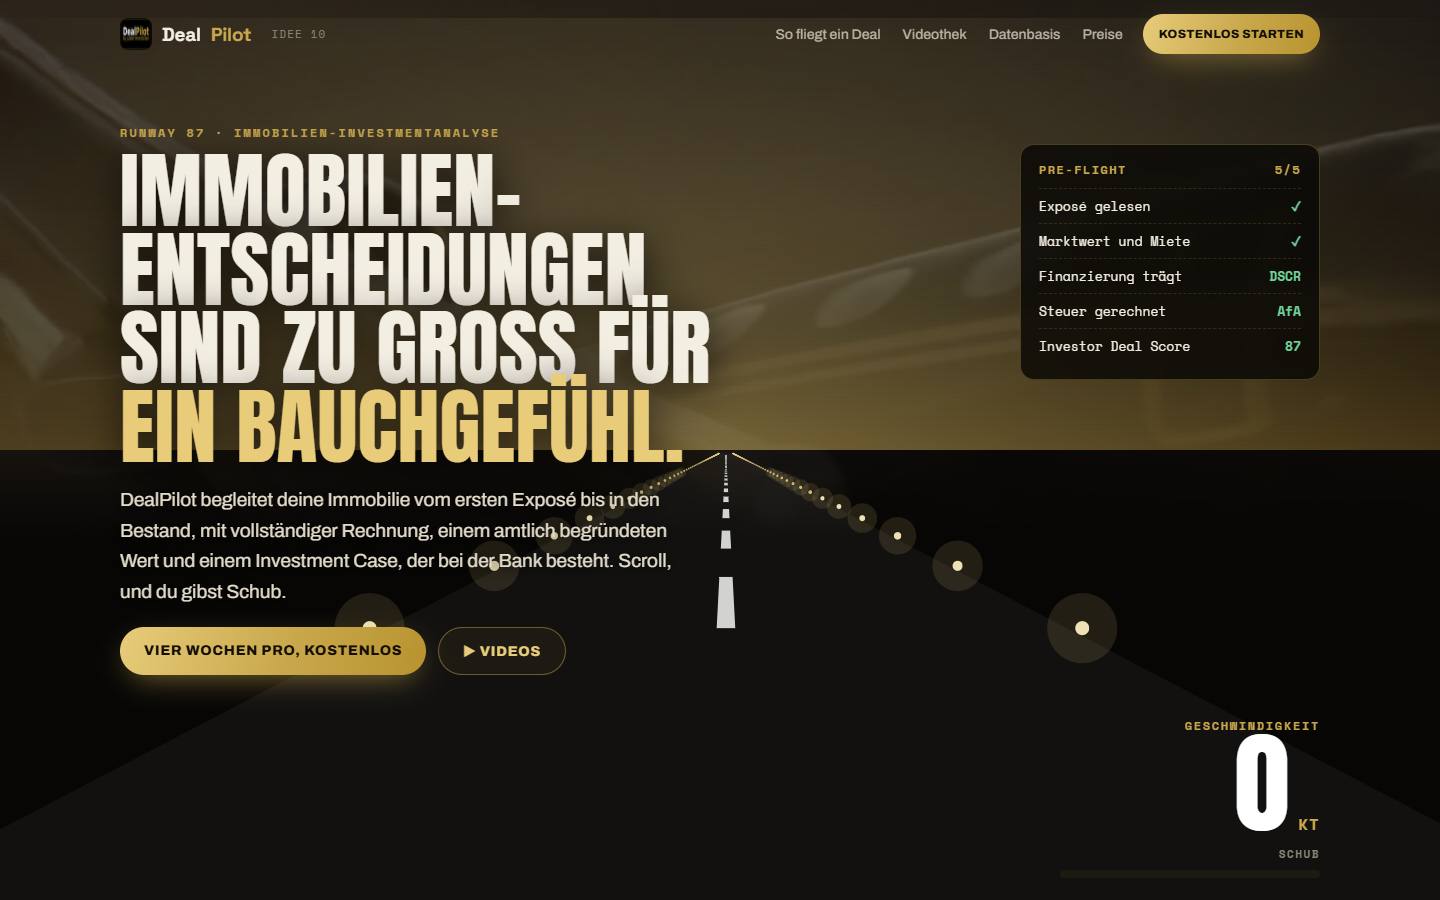 DealPilot
Deal Pilot
IDEE 10
So fliegt ein Deal
Videothek
Datenbasis
Preise
KOSTENLOS STARTEN
RUNWAY 87 · IMMOBILIEN-INVESTMENTANALYSE
IMMOBILIEN-
ENTSCHEIDUNGEN
SIND ZU GROSS FÜR
EIN BAUCHGEFÜHL.
DealPilot begleitet deine Immobilie vom ersten Exposé bis in den
Bestand, mit vollständiger Rechnung, einem amtlich begründeten
Wert und einem Investment Case, der bei der Bank besteht. Scroll,
und du gibst Schub.
VIER WOCHEN PRO, KOSTENLOS
▶ VIDEOS
PRE-FLIGHT 5/5
Exposé gelesen ✓
Marktwert und Miete ✓
Finanzierung trägt DSCR
Steuer gerechnet AfA
Investor Deal Score 87
GESCHWINDIGKEIT
0 KT
SCHUB